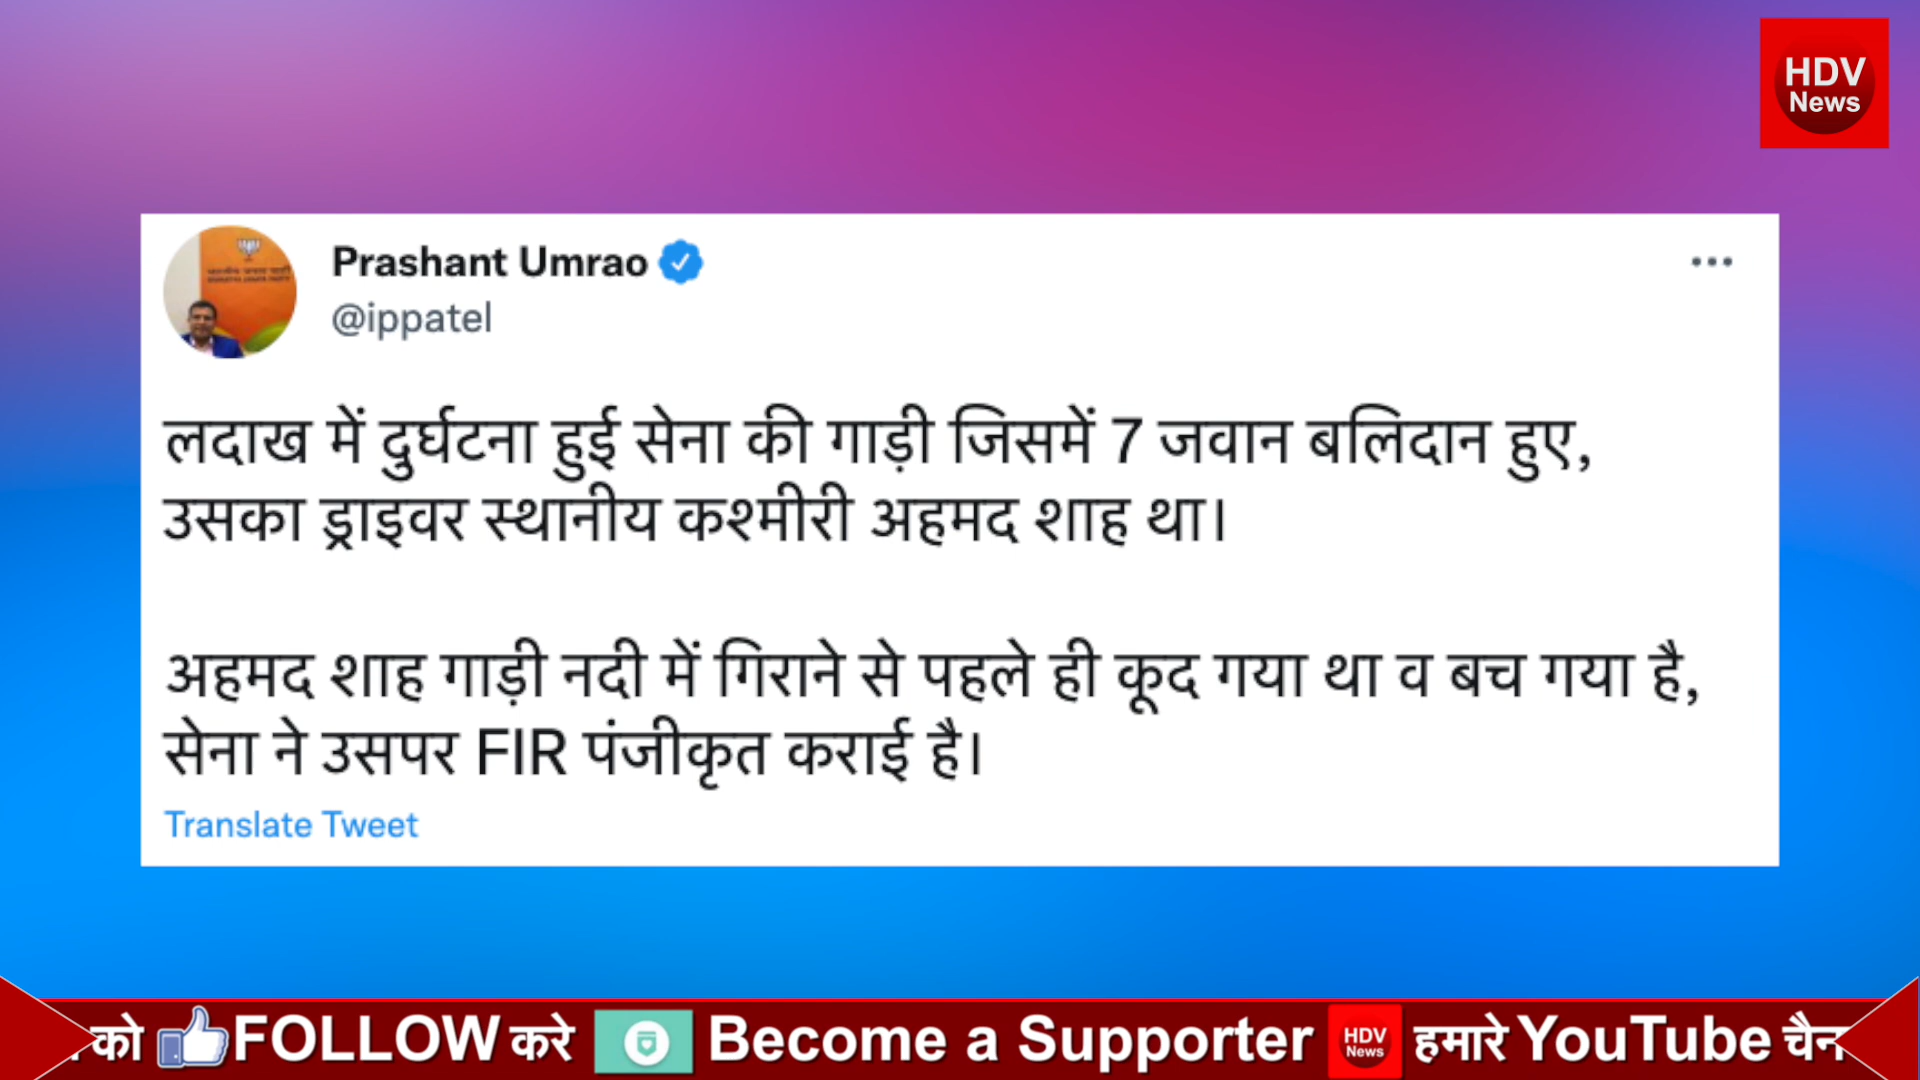 HDV
News
Prashant Umrao
@ippatel
लदाख में दुर्घटना हुई सेना की गाड़ी जिसमें 7 जवान बलिदान हुए,
उसका ड्राइवर स्थानीय कश्मीरी अहमद शाह था।
अहमद शाह गाड़ी नदी में गिराने से पहले ही कूद गया था व बच गया है,
सेना ने उसपर FIR पंजीकृत कराई है।
Translate Tweet
को FOLLOW करे Become a Supporter HDV News हमारे YouTube